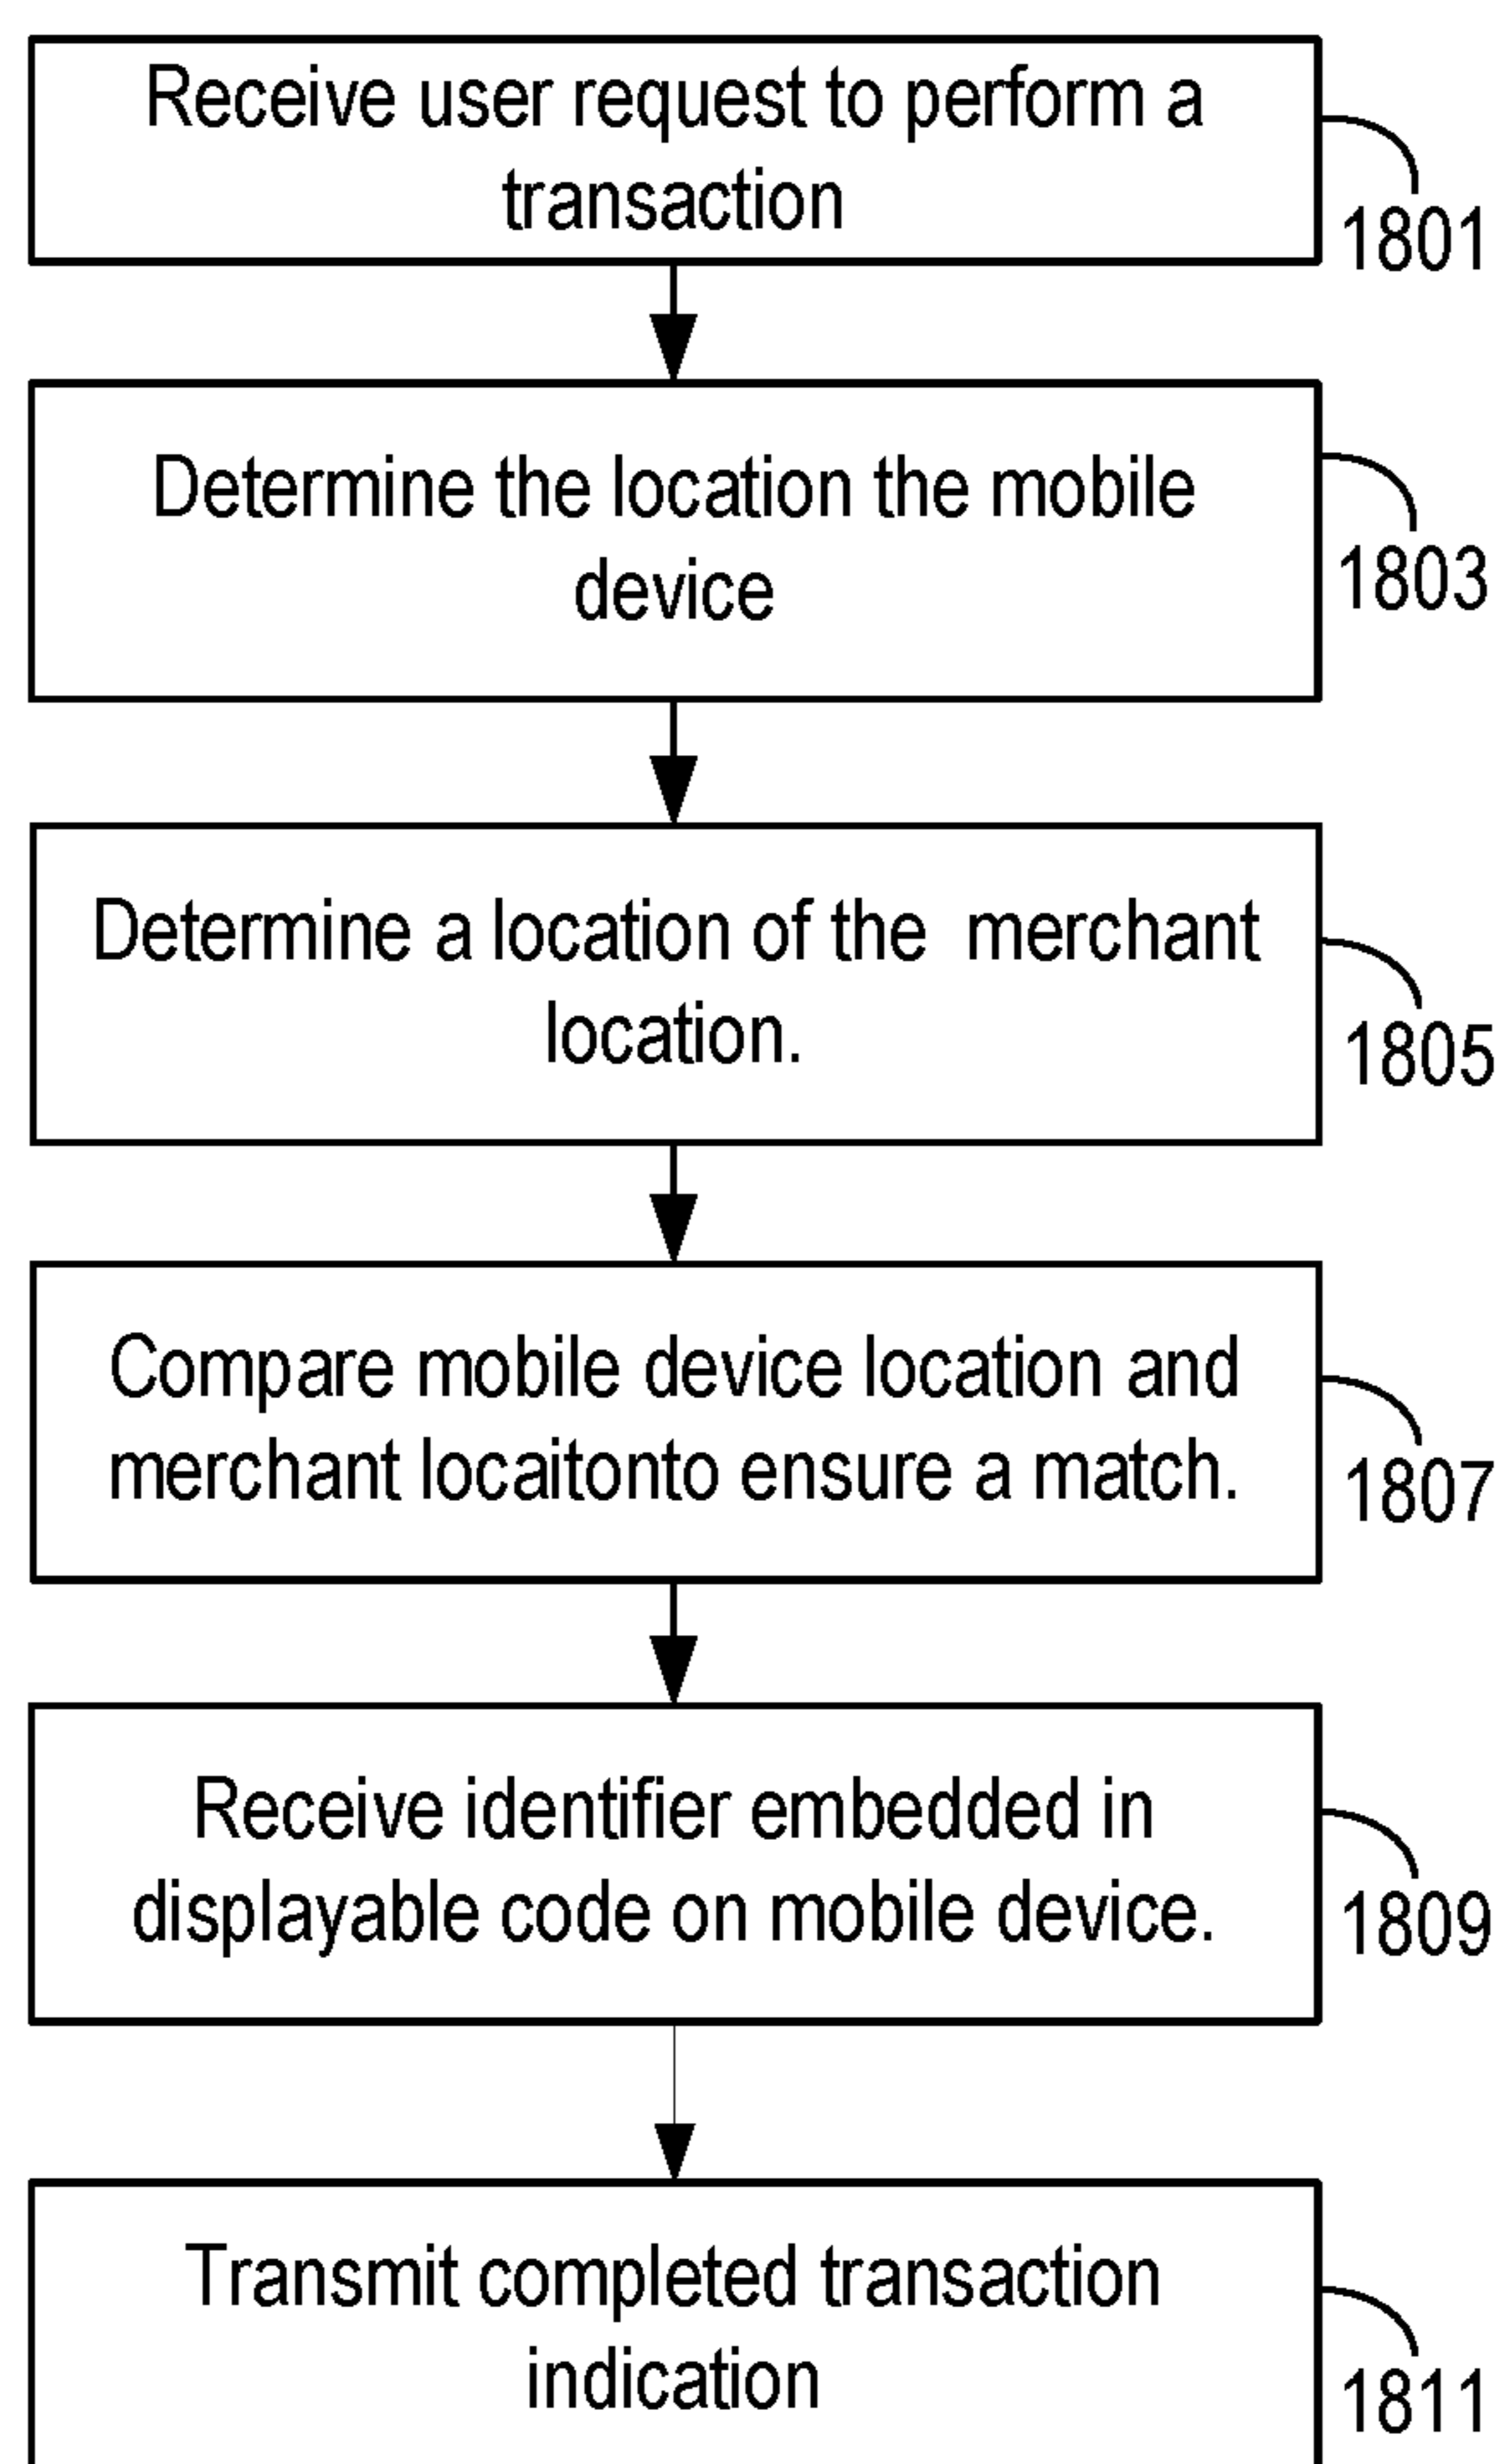 Receive user request to perform a
transaction
1801
Determine the location the mobile
device
1803
Determine a location of the  merchant
location.
1805
Compare mobile device location and
merchant locaitonto ensure a match.
1807
Receive identifier embedded in
displayable code on mobile device.
1809
Transmit completed transaction
indication
1811